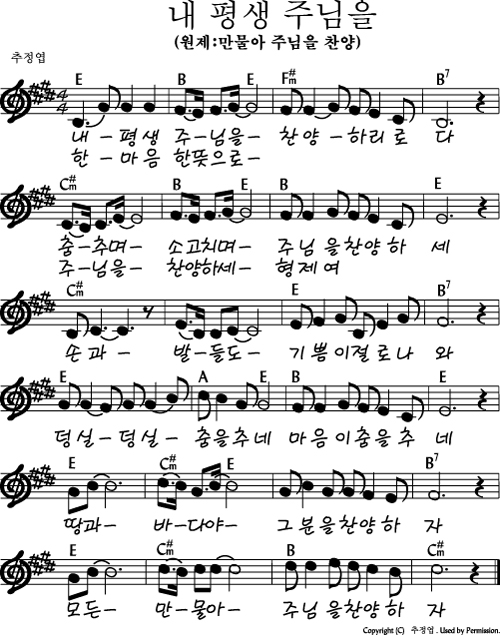 내 평생 주님을
(원제:만물아 주님을 찬양)
추정엽
E B E F# B7
내 - 평생 주-님을- 찬 양 -하리로 다
한- 마음 한뜻으로-
C#m B E B E
춤- 추며- 소고치며- 주님 을찬양 하 세
주-님을- 찬양하세- 형제여
C#m E B7
손 과- 발-들도- 기 쁨이절로나 와
E A E B E
덩실-덩실- 춤을추네 마음이춤을추 네
E C#m E B7
땅과- 바-다야- 그분을찬양하 자
E C#m B C#m
모든- 만-물아- 주님 을찬양하 자
Copyright (C) 추정엽. Used by Permission.